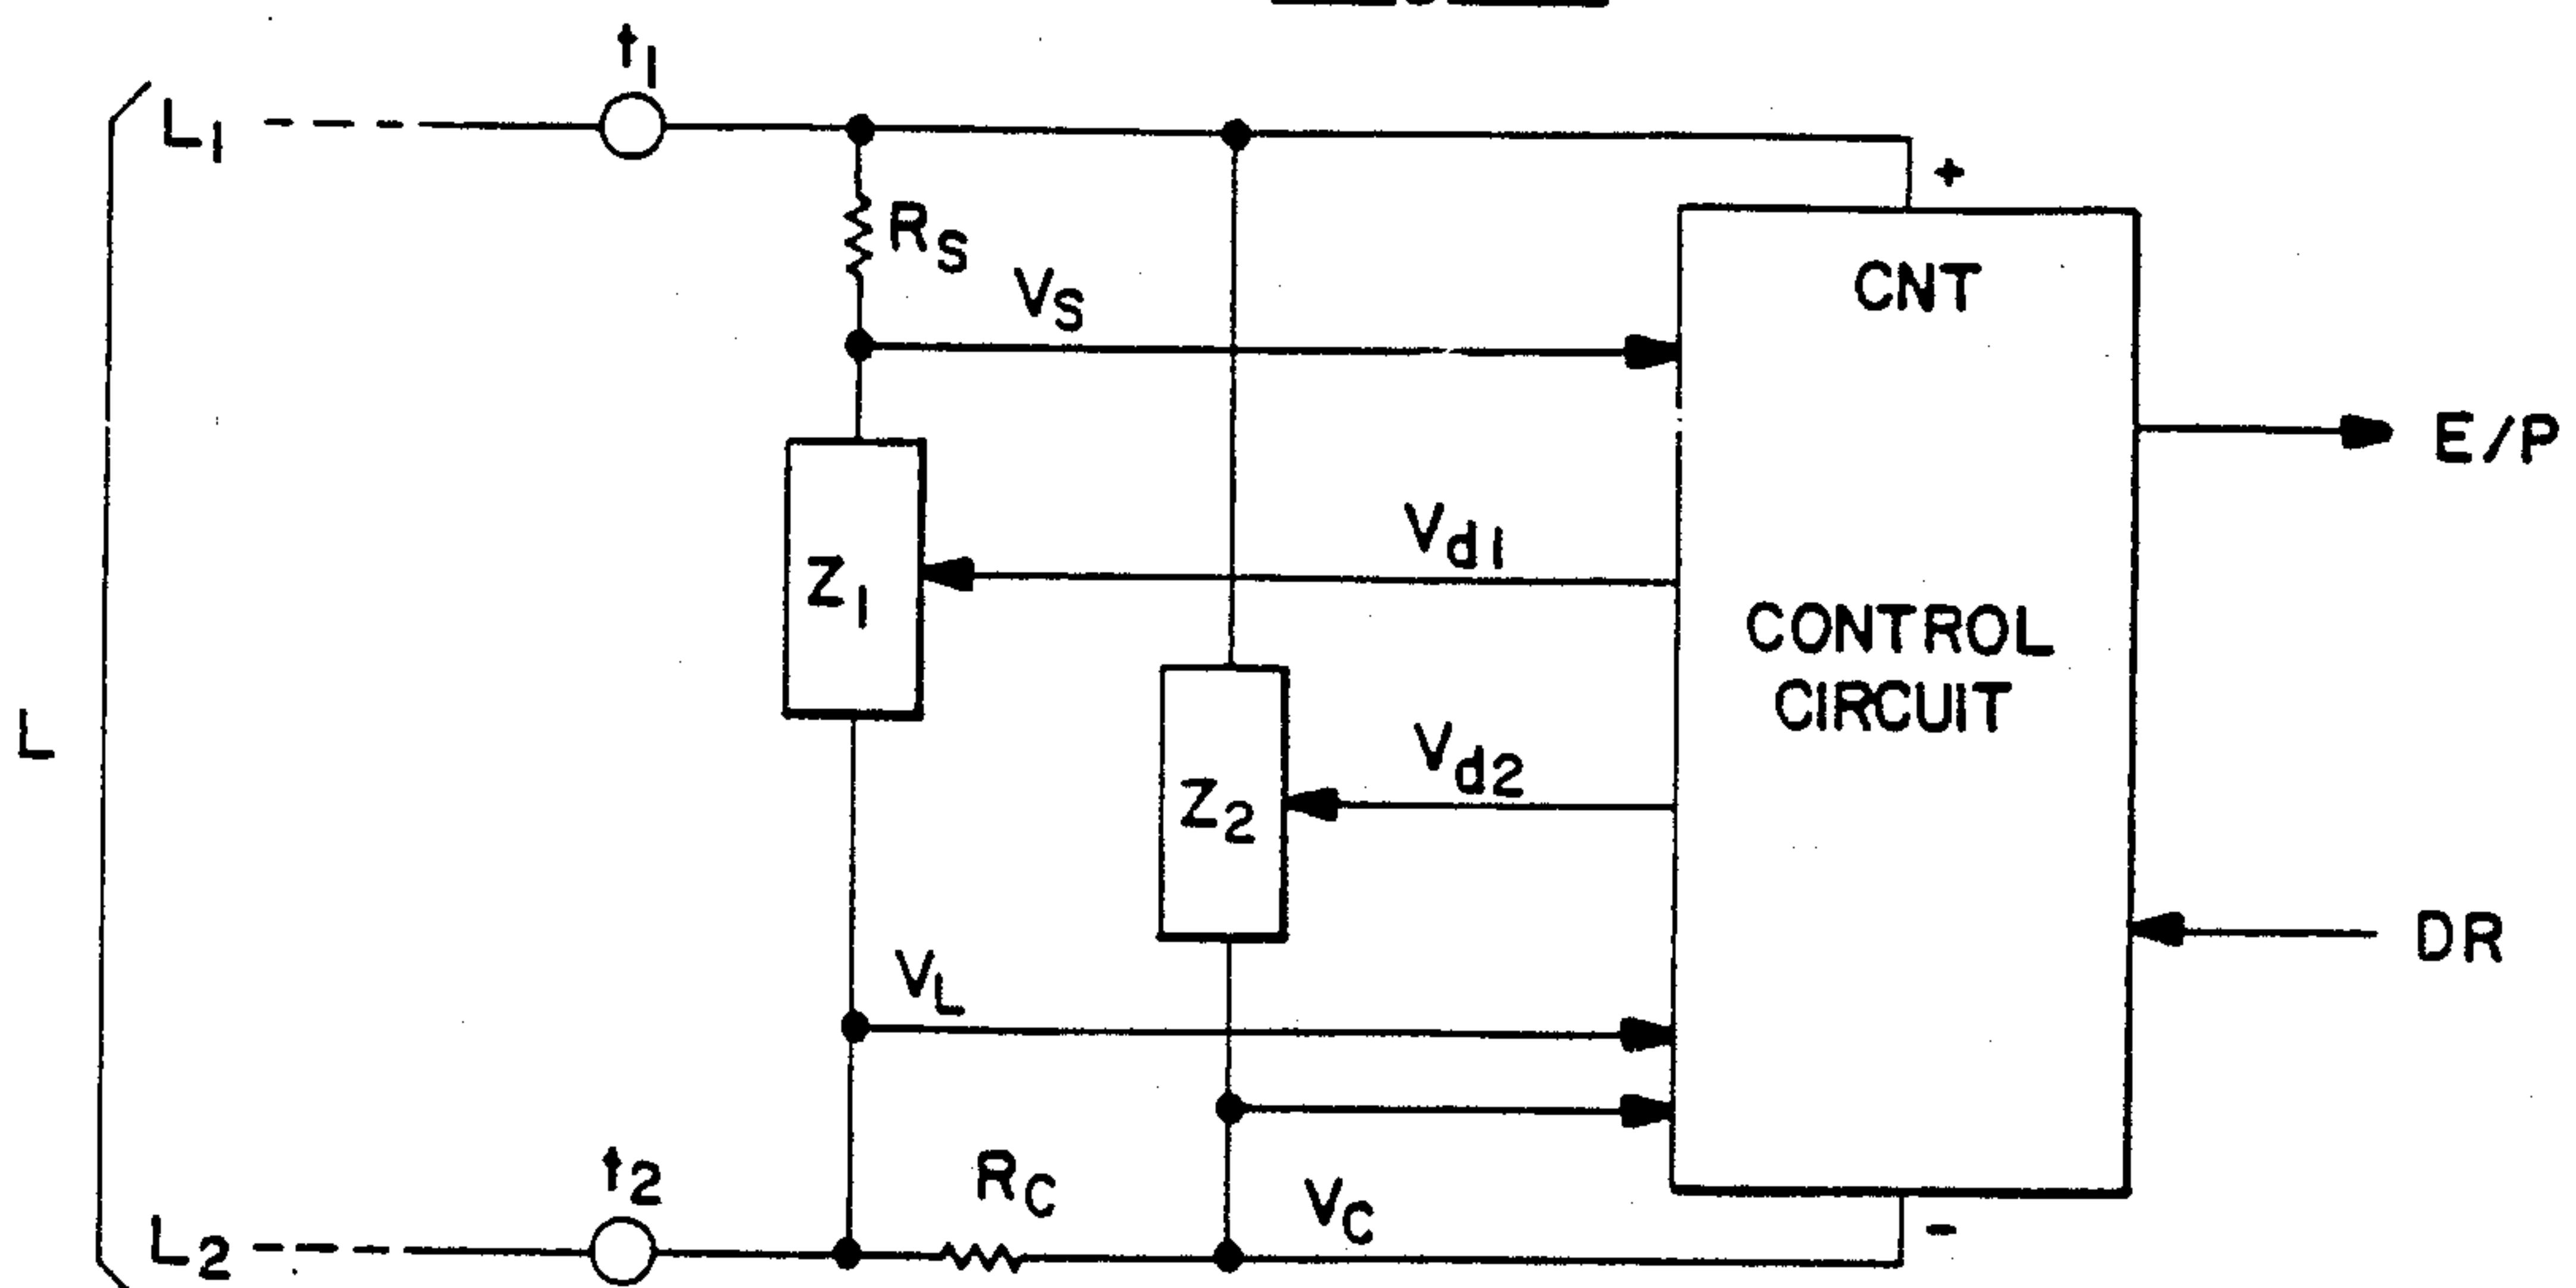 t1
L1
+
RS
VS
CNT
E/P
Vd1
Z1
CONTROL
CIRCUIT
L
Vd2
Z2
DR
VL
t2
RC
VC
L2
-